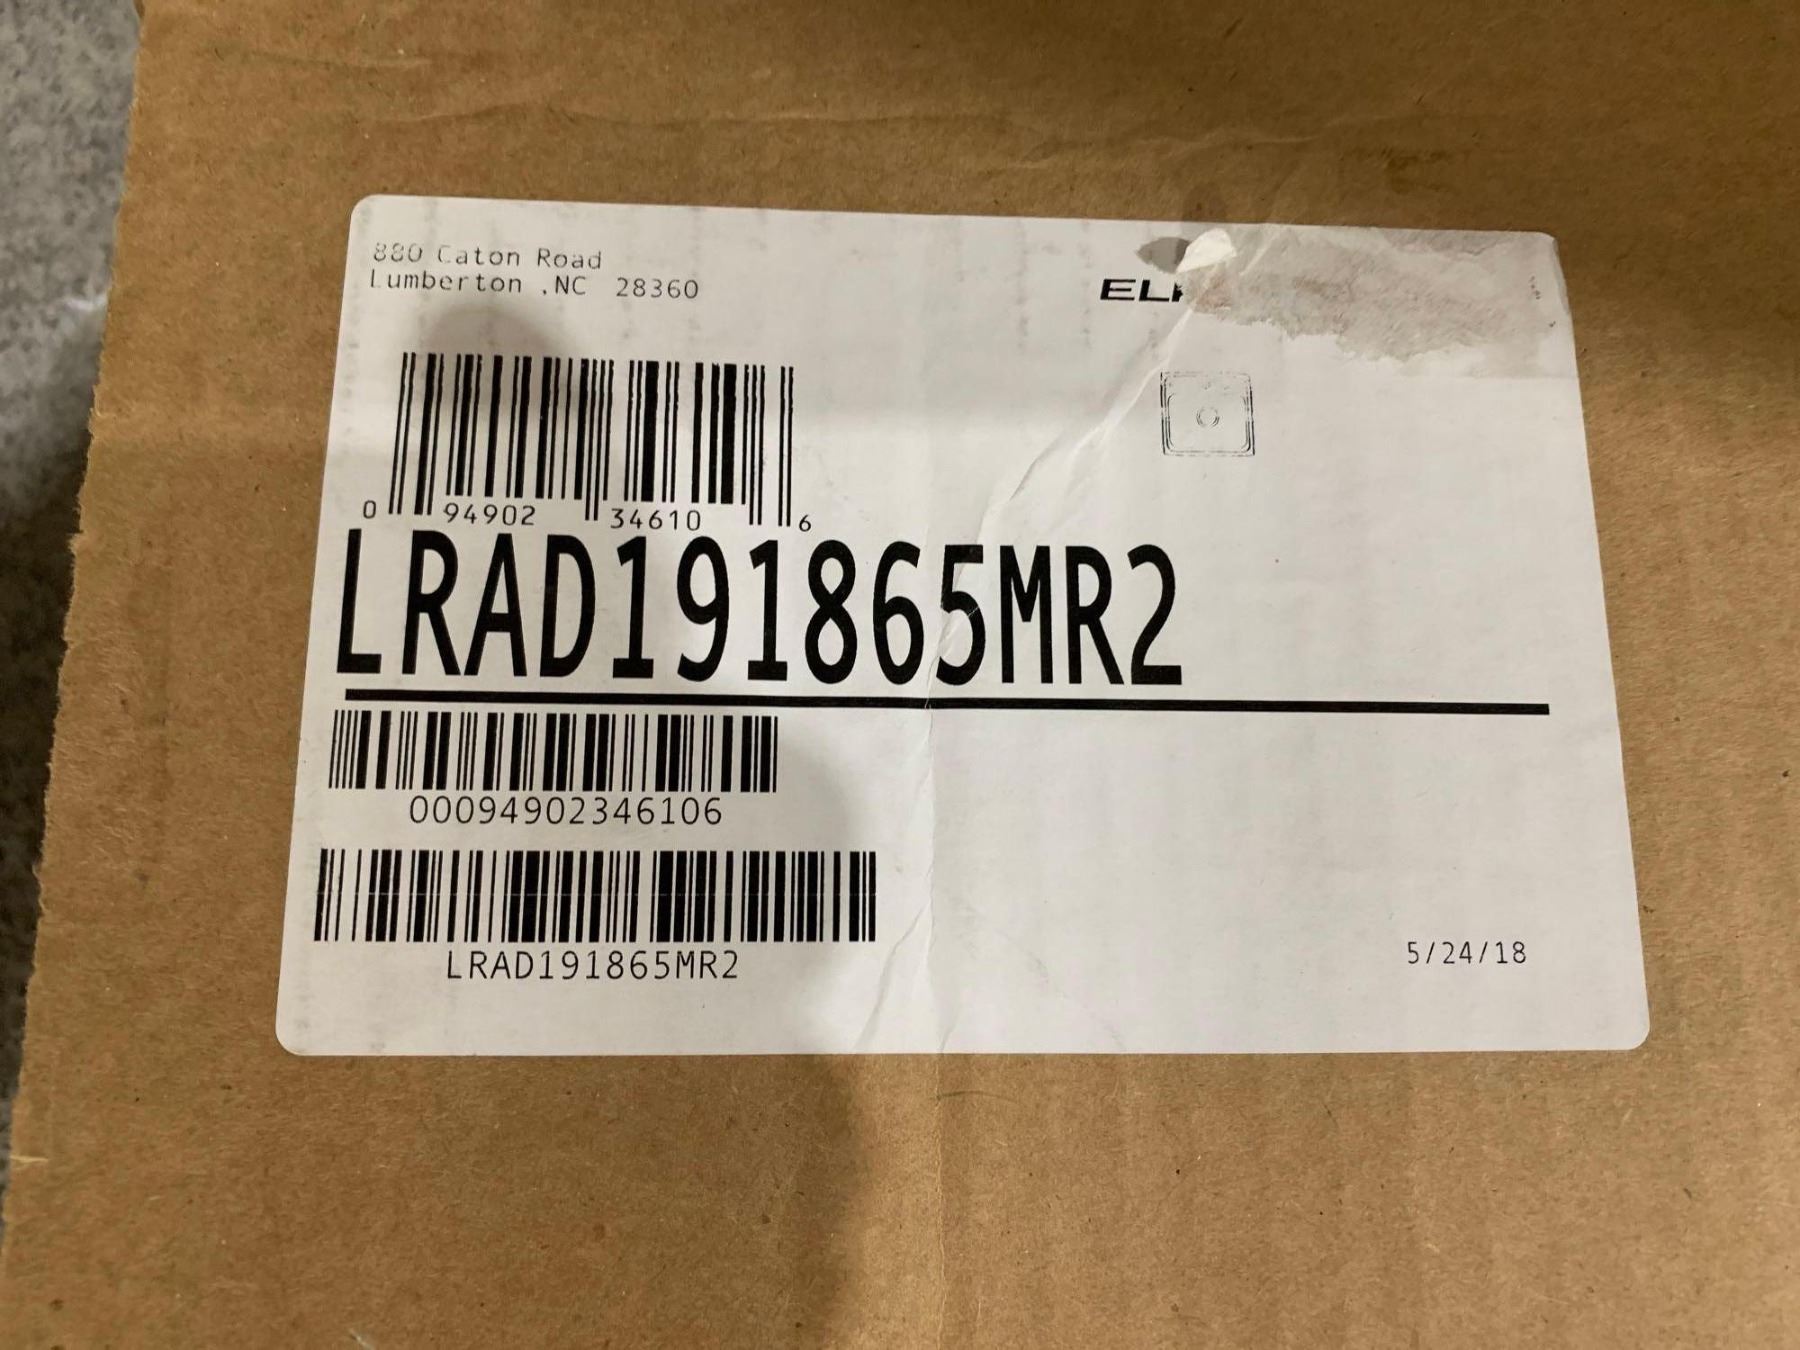 880 Caton Road
Lumberton ,NC 28360
0 94902 34610 6
LRAD191865MR2
00094902346106
LRAD191865MR2
5/24/18